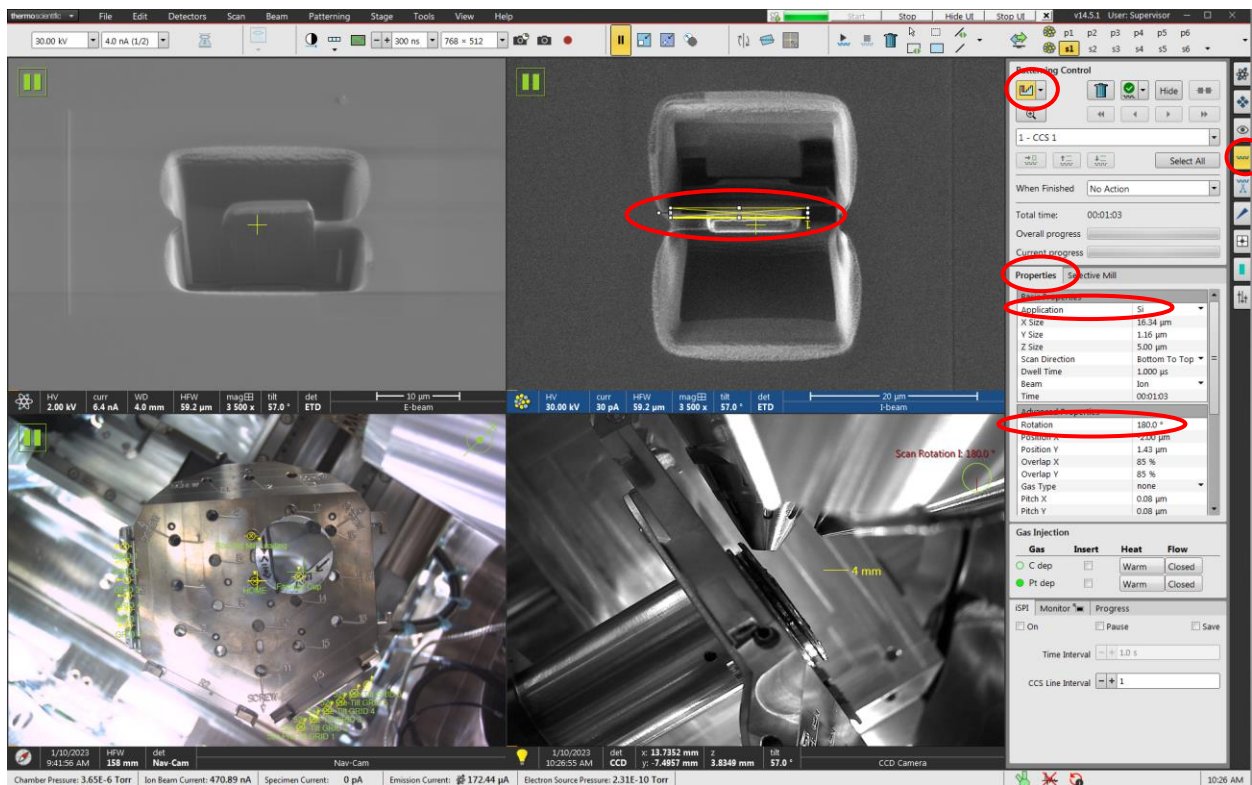 thermoscientific File Edit Detectors Scan Beam Patterning Stage Tools View Help Start Stop Hide UI Stop UI v14.5.1 User: Supervisor
30.00 kV 4.0 nA (1/2) 300 ns 768 × 512 p1 p2 p3 p4 p5 p6
s1 s2 s3 s4 s5 s6
Patterning Control
Hide
1 - CCS 1
Select All
When Finished No Action
Total time: 00:01:03
Overall progress
Current progress
Properties Selective Mill
Basic Properties
Application Si
X Size 16.34 µm
Y Size 1.16 µm
Z Size 5.00 µm
Scan Direction Bottom To Top
Dwell Time 1.000 µs
Beam Ion
Time 00:01:03
Advanced Properties
Rotation 180.0 °
Position X -2.00 µm
Position Y 1.43 µm
Overlap X 85 %
Overlap Y 85 %
Gas Type none
Pitch X 0.08 µm
Pitch Y 0.08 µm
Gas Injection
Gas Insert Heat Flow
C dep Warm Closed
Pt dep Warm Closed
iSPI Monitor Progress
On Pause Save
Time Interval 1.0 s
CCS Line Interval 1
HV curr WD HFW mag tilt det 10 µm
2.00 kV 6.4 nA 4.0 mm 59.2 µm 3 500 x 57.0 ° ETD E-beam
HV curr HFW mag tilt det 20 µm
30.00 kV 30 pA 59.2 µm 3 500 x 57.0 ° ETD I-beam
HOME
SCREW
GRID 4
GRID 1
Scan Rotation I: 180.0 °
4 mm
1/10/2023 HFW det
9:41:56 AM 158 mm Nav-Cam Nav-Cam
1/10/2023 det x: 13.7352 mm z tilt
10:26:55 AM CCD y: -7.4957 mm 3.8349 mm 57.0 ° CCD Camera
Chamber Pressure: 3.65E-6 Torr Ion Beam Current: 470.89 nA Specimen Current: 0 pA Emission Current: 172.44 µA Electron Source Pressure: 2.31E-10 Torr 10:26 AM